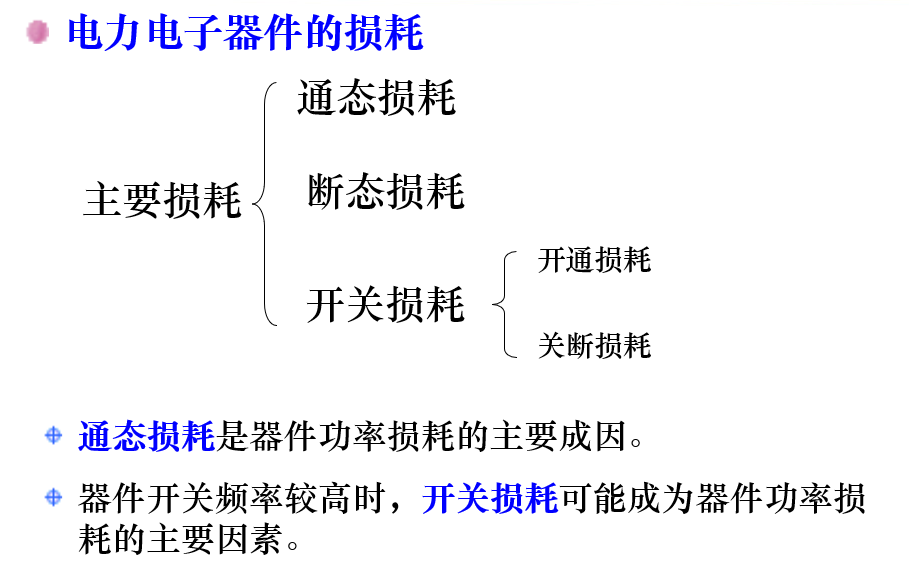 电力电子器件的损耗
通态损耗
主要损耗
断态损耗
开关损耗
开通损耗
关断损耗
通态损耗是器件功率损耗的主要成因。
器件开关频率较高时，开关损耗可能成为器件功率损
耗的主要因素。